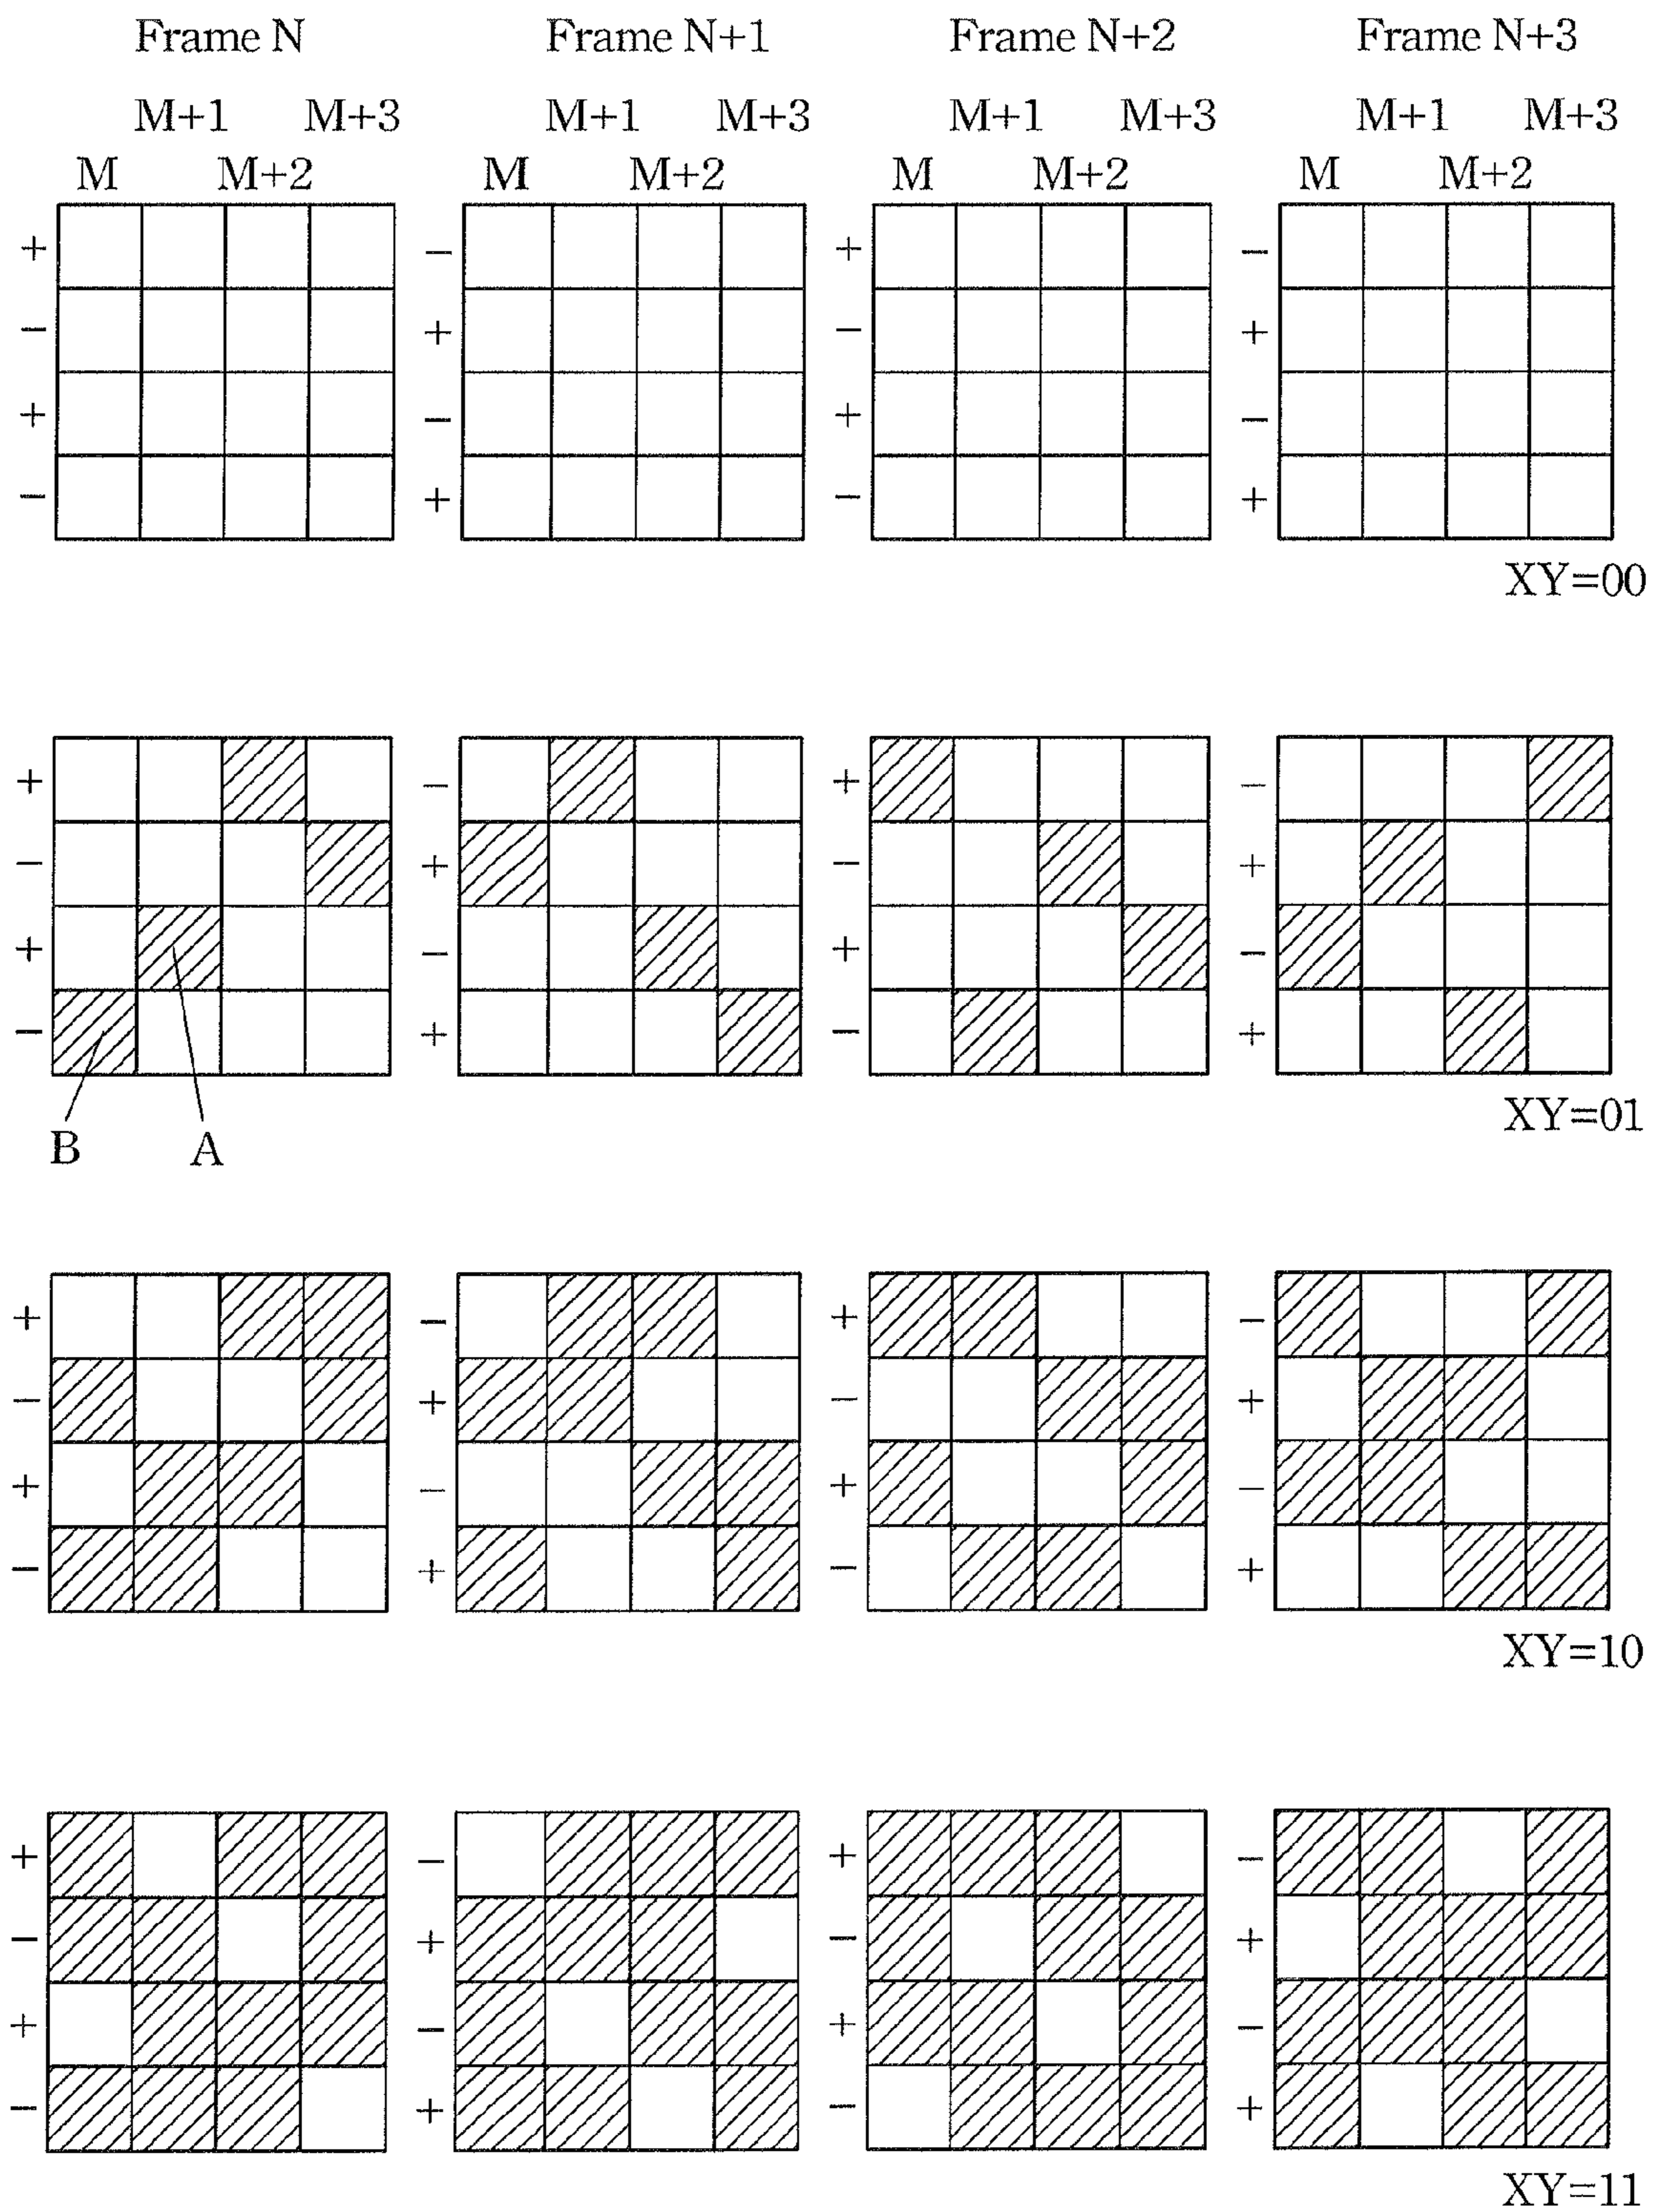 Frame N Frame N+1 Frame N+2 Frame N+3
M+1 M+3 M+1 M+3 M+1 M+3 M+1 M+3
M M+2 M M+2 M M+2 M M+2
+ − + −
− + − +
+ − + −
− + − +
XY=00
+ − + −
− + − +
+ − + −
− + − +
XY=01
B A
+ − + −
− + − +
+ − + −
− + − +
XY=10
+ − + −
− + − +
+ − + −
− + − +
XY=11